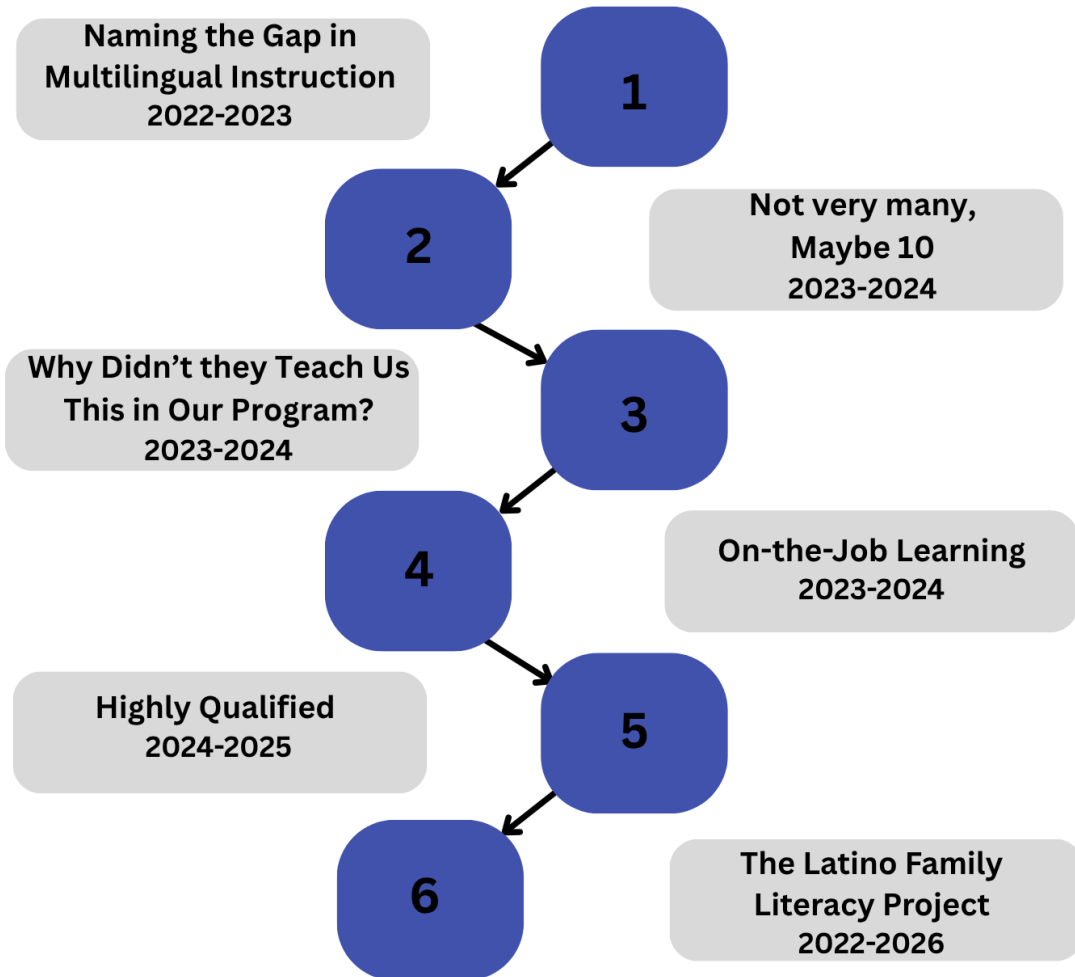 Naming the Gap in
Multilingual Instruction
2022-2023
1
2
Not very many,
Maybe 10
2023-2024
Why Didn’t they Teach Us
This in Our Program?
2023-2024
3
4
On-the-Job Learning
2023-2024
Highly Qualified
2024-2025
5
6
The Latino Family
Literacy Project
2022-2026